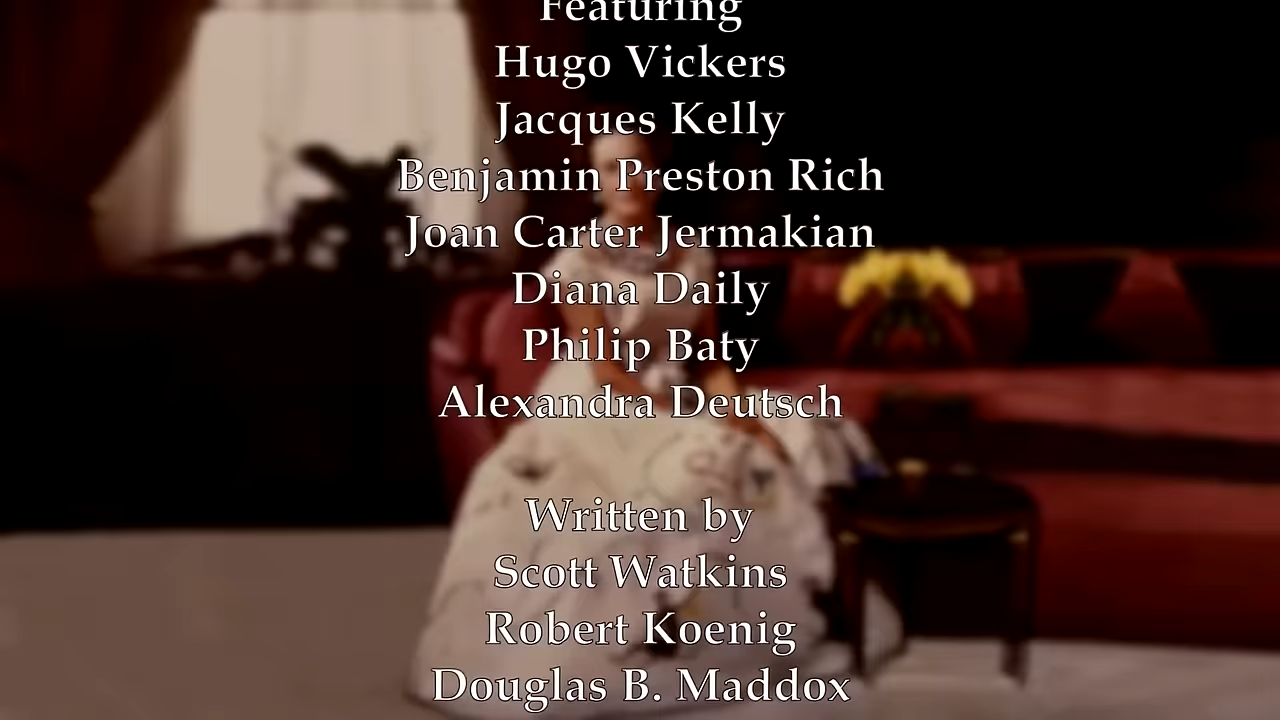 Featuring
Hugo Vickers
Jacques Kelly
Benjamin Preston Rich
Joan Carter Jermakian
Diana Daily
Philip Baty
Alexandra Deutsch
Written by
Scott Watkins
Robert Koenig
Douglas B. Maddox